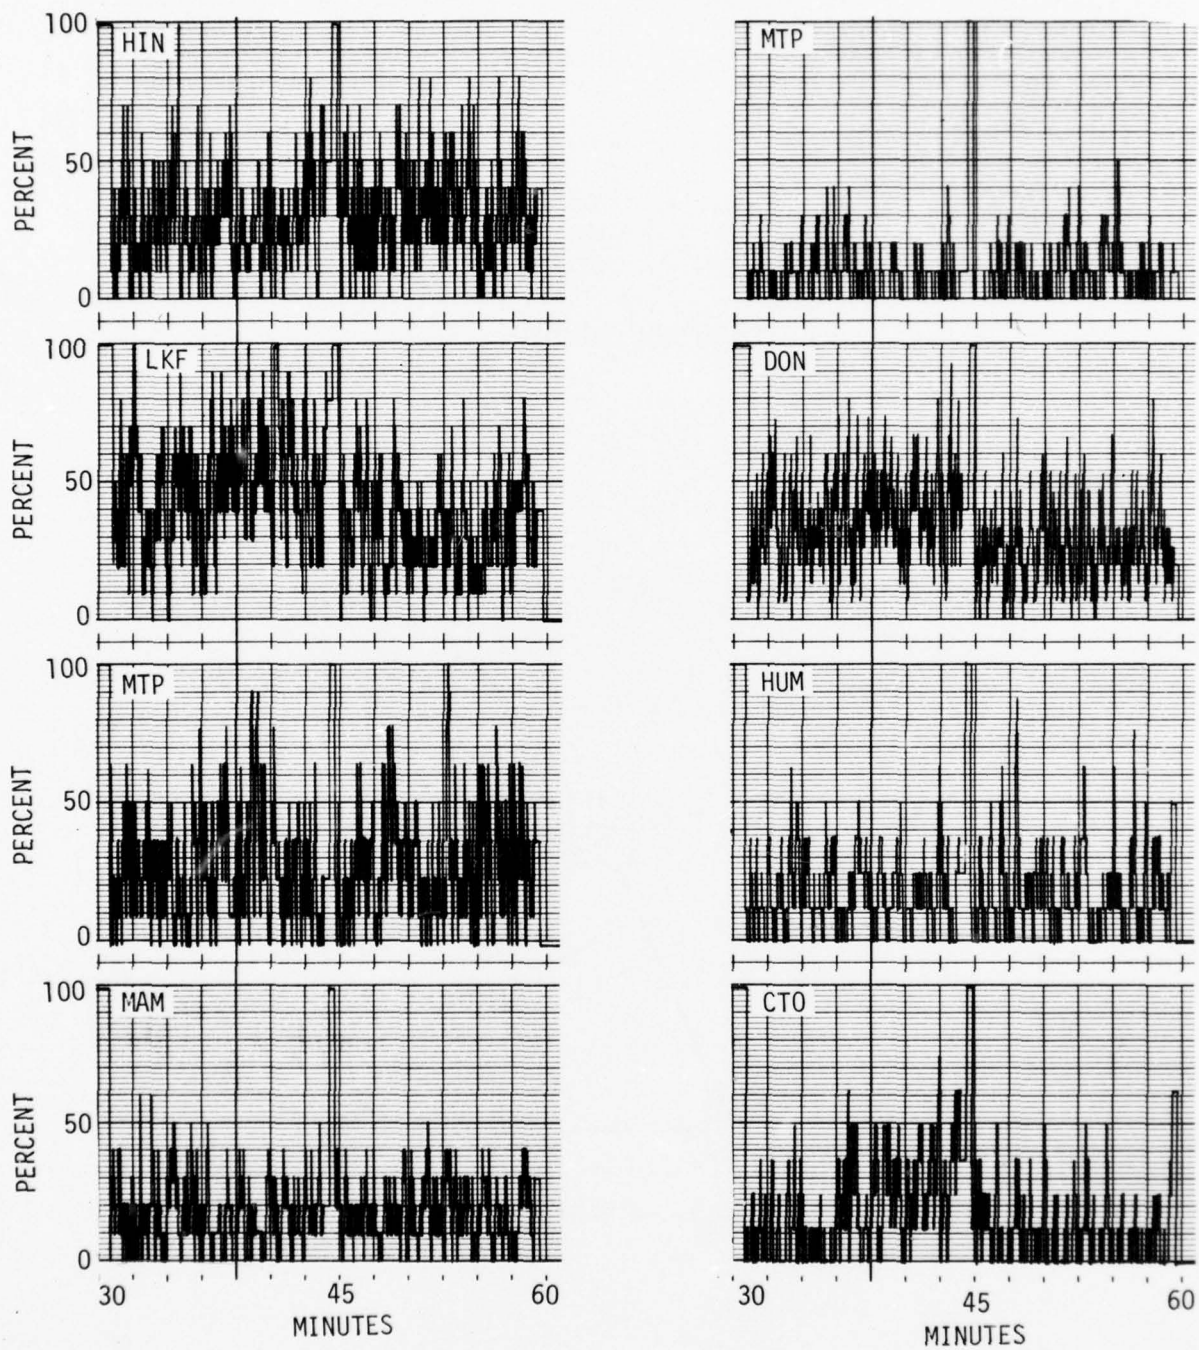 100
HIN
PERCENT
50
0
MTP
100
LKF
PERCENT
50
0
DON
100
MTP
PERCENT
50
0
HUM
100
MAM
PERCENT
50
0
CTO
30
45
60
MINUTES
30
45
60
MINUTES